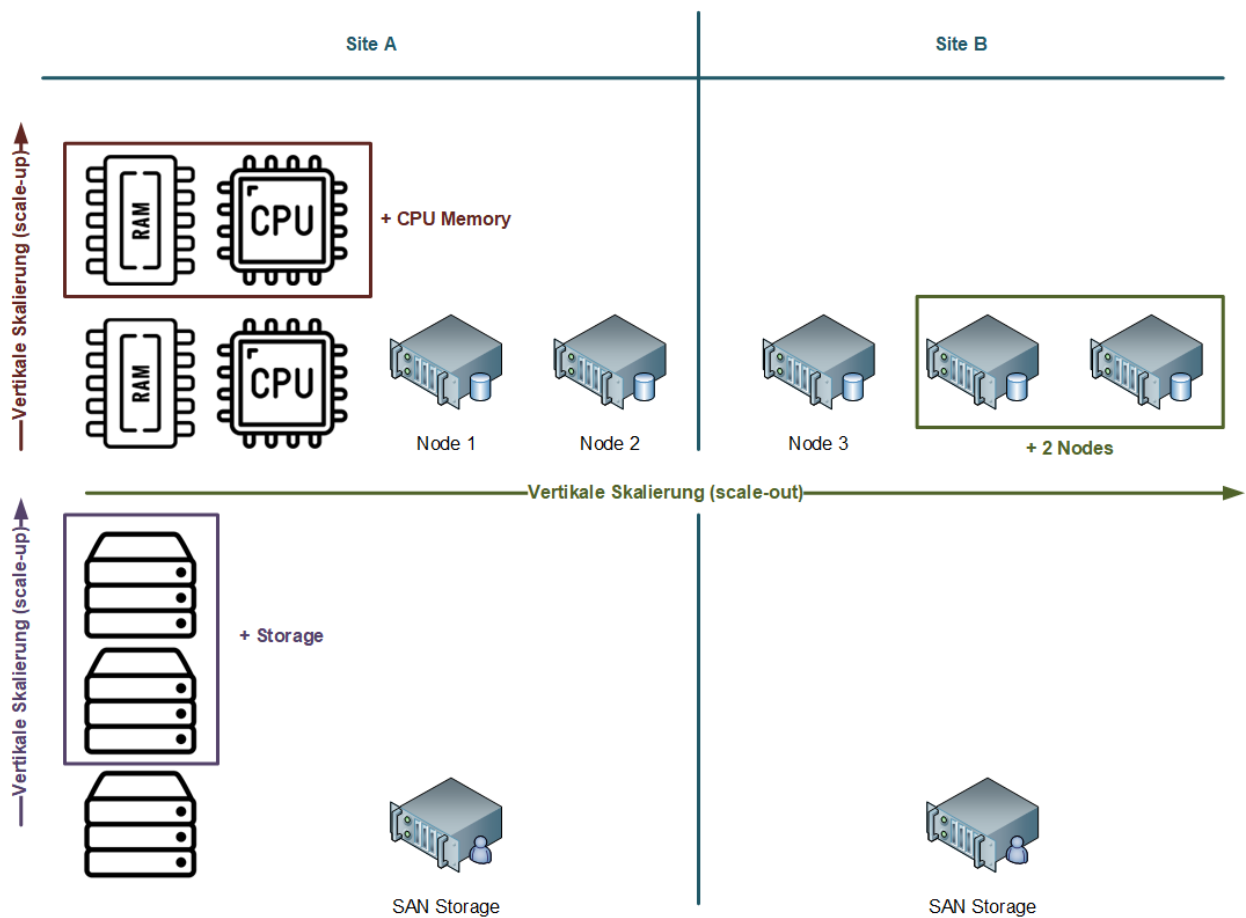 Site A
Site B
Vertikale Skalierung (scale-up)
RAM
CPU
+ CPU Memory
RAM
CPU
Node 1
Node 2
Node 3
+ 2 Nodes
Vertikale Skalierung (scale-out)
Vertikale Skalierung (scale-up)
+ Storage
SAN Storage
SAN Storage